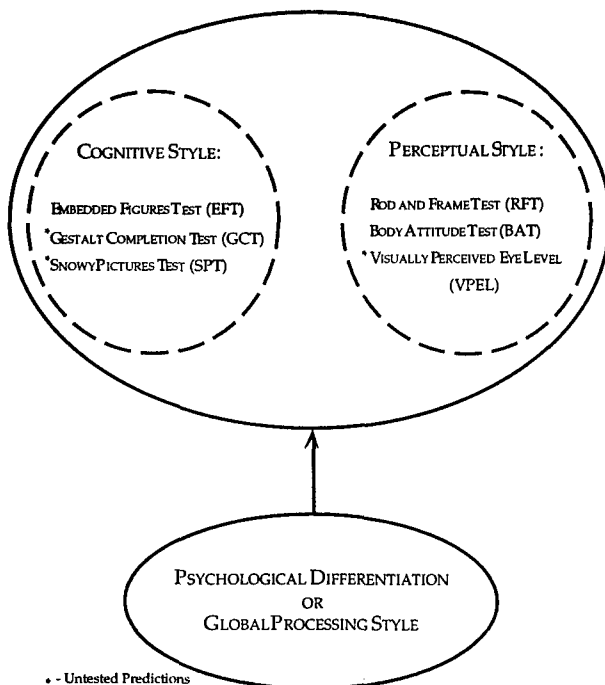 COGNITIVE STYLE:
EMBEDDED FIGURES TEST (EFT)
*GESTALT COMPLETION TEST (GCT)
*SNOWY PICTURES TEST (SPT)
PERCEPTUAL STYLE :
ROD AND FRAME TEST (RFT)
BODY ATTITUDE TEST (BAT)
*VISUALLY PERCEIVED EYE LEVEL
(VPEL)
PSYCHOLOGICAL DIFFERENTIATION
OR
GLOBAL PROCESSING STYLE
* - Untested Predictions